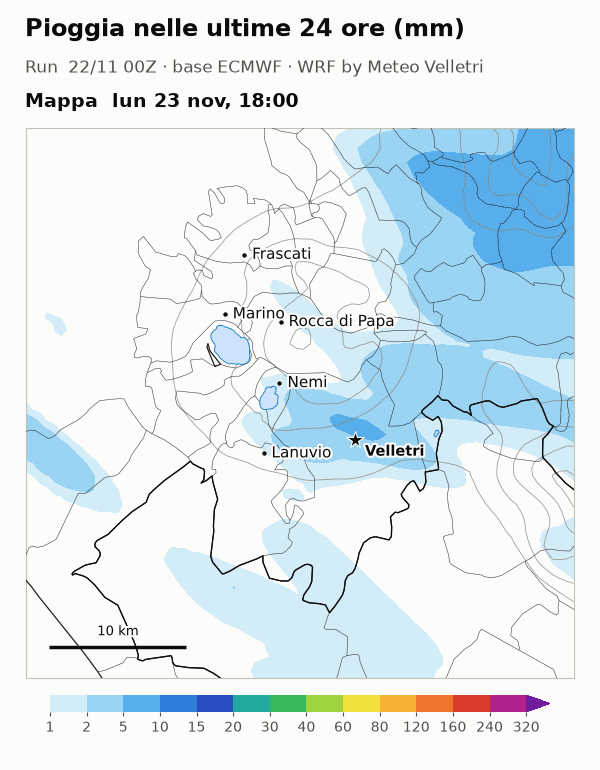 Pioggia nelle ultime 24 ore (mm)
Run  22/11 00Z · base ECMWF · WRF by Meteo Velletri
Mappa  lun 23 nov, 18:00
Frascati
Marino
Rocca di Papa
Nemi
Velletri
Lanuvio
10 km
1 2 5 10 15 20 30 40 60 80 120 160 240 320